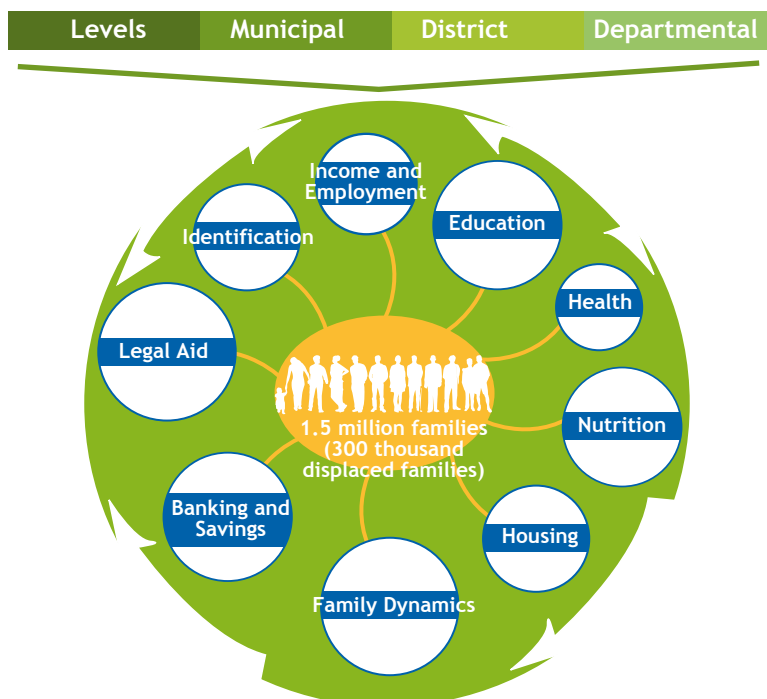 Levels Municipal District Departmental
Income and
Employment
Education
Identification
Health
Legal Aid
1.5 million families
(300 thousand
displaced families)
Nutrition
Banking and
Savings
Housing
Family Dynamics